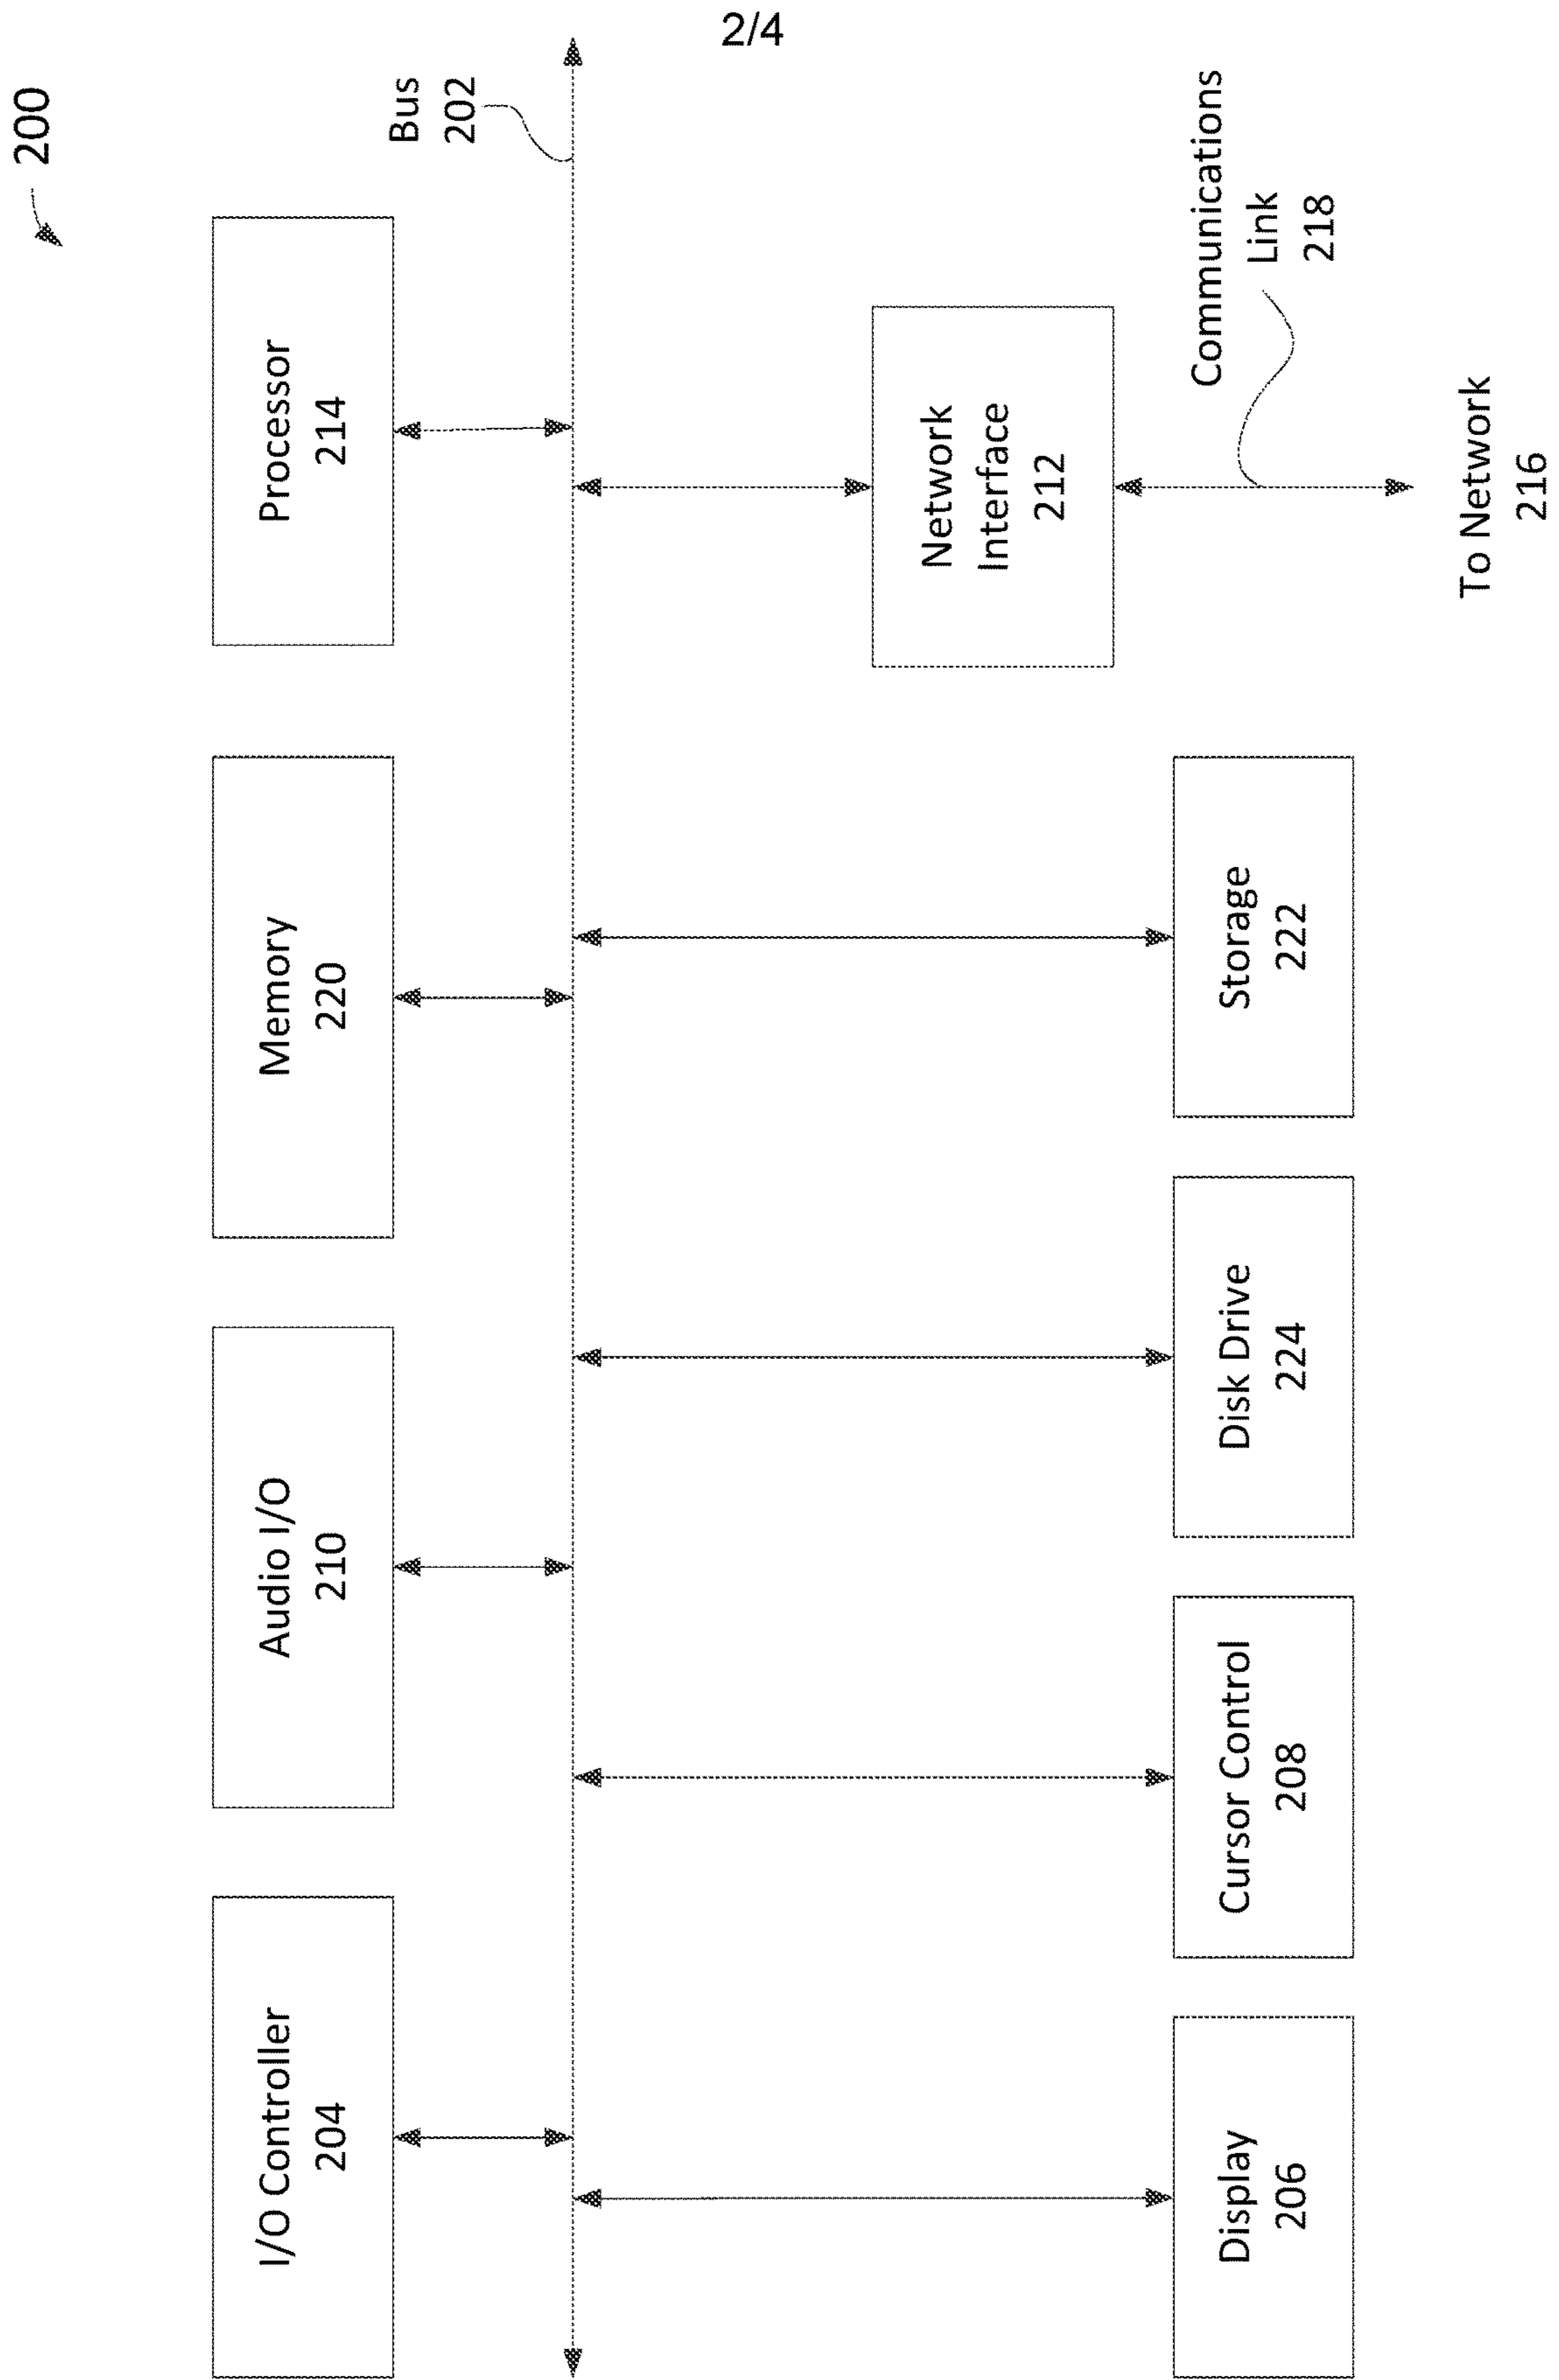 2/4
200
I/O Controller
204
Audio I/O
210
Memory
220
Processor
214
Bus
202
Network
Interface
212
Communications
Link
218
To Network
216
Display
206
Cursor Control
208
Disk Drive
224
Storage
222